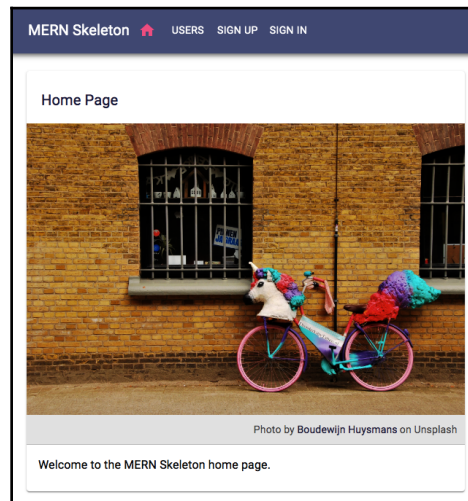 MERN Skeleton USERS SIGN UP SIGN IN
Home Page
Photo by Boudewijn Huysmans on Unsplash
Welcome to the MERN Skeleton home page.